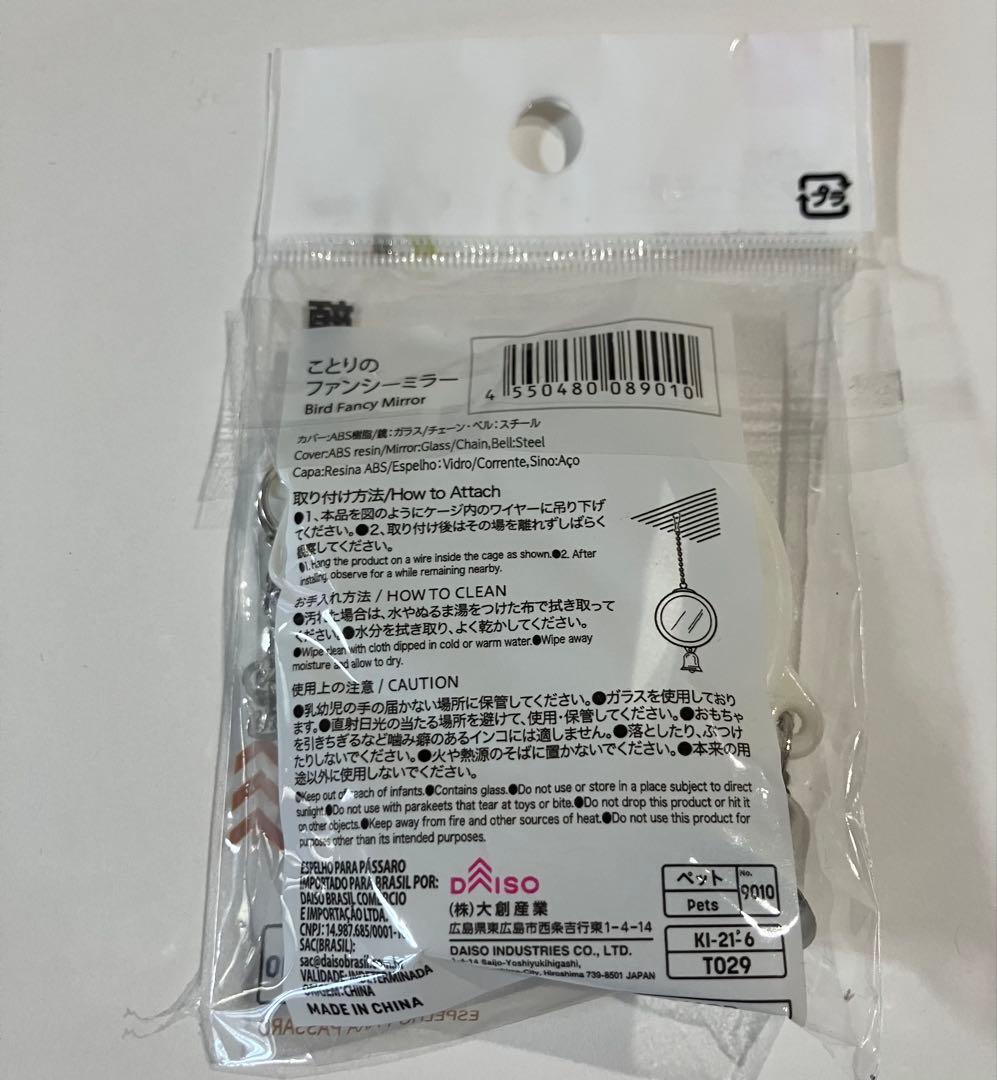 プラ
ことりの
ファンシーミラー
Bird Fancy Mirror
4 550480 089010
カバー:ABS樹脂/鏡:ガラス/チェーン・ベル:スチール
Cover:ABS resin/Mirror:Glass/Chain,Bell:Steel
Capa:Resina ABS/Espelho:Vidro/Corrente,Sino:Aço
取り付け方法/How to Attach
●1、本品を図のようにケージ内のワイヤーに吊り下げ
てください。●2、取り付け後はその場を離れずしばらく
観察してください。
●1. Hang the product on a wire inside the cage as shown.●2. After
installing, observe for a while remaining nearby.
お手入れ方法 / HOW TO CLEAN
●汚れた場合は、水やぬるま湯をつけた布で拭き取って
ください。●水分を拭き取り、よく乾かしてください。
●Wipe clean with cloth dipped in cold or warm water.●Wipe away
moisture and allow to dry.
使用上の注意 / CAUTION
●乳幼児の手の届かない場所に保管してください。●ガラスを使用しており
ます。●直射日光の当たる場所を避けて、使用・保管してください。●おもちゃ
を引きちぎるなど噛み癖のあるインコには適しません。●落としたり、ぶつけ
たりしないでください。●火や熱源のそばに置かないでください。●本来の用
途以外に使用しないでください。
●Keep out of reach of infants.●Contains glass.●Do not use or store in a place subject to direct
sunlight.●Do not use with parakeets that tear at toys or bite.●Do not drop this product or hit it
on other objects.●Keep away from fire and other sources of heat.●Do not use this product for
purposes other than its intended purposes.
ESPELHO PARA PÁSSARO
IMPORTADO PARA BRASIL POR:
DAISO BRASIL COMÉRCIO
E IMPORTAÇÃO LTDA.
CNPJ: 14.987.685/0001-
SAC(BRASIL):
sac@daisobrasil.com.
VALIDADE: INDETERMINADA
ORIGEM: CHINA
MADE IN CHINA
DAISO
(株)大創産業
広島県東広島市西条吉行東1-4-14
DAISO INDUSTRIES CO., LTD.
Saijo-Yoshiyukihigashi,
City, Hiroshima 739-8501 JAPAN
ペット
Pets
No.
9010
KI-21-6
T029